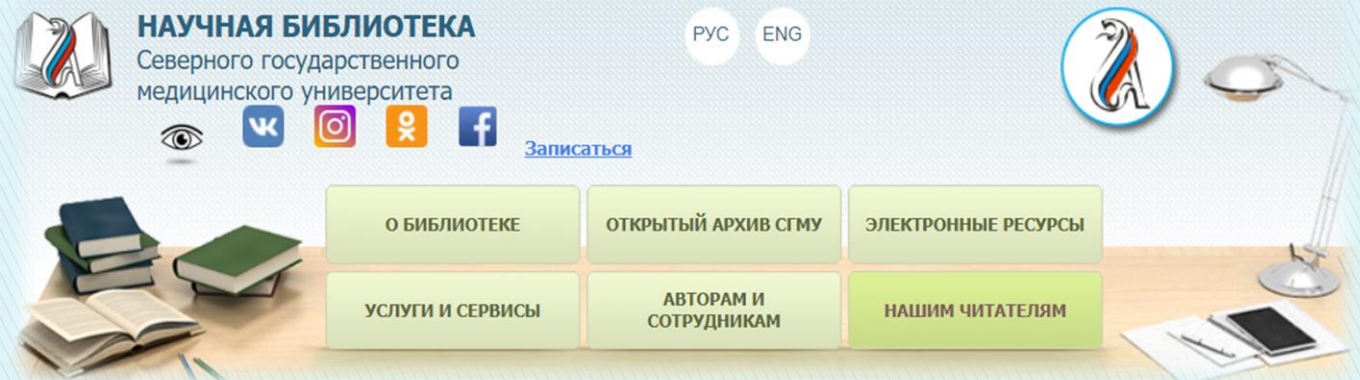 НАУЧНАЯ БИБЛИОТЕКА
Северного государственного
медицинского университета
РУС ENG
Записаться
О БИБЛИОТЕКЕ
ОТКРЫТЫЙ АРХИВ СГМУ
ЭЛЕКТРОННЫЕ РЕСУРСЫ
УСЛУГИ И СЕРВИСЫ
АВТОРАМ И
СОТРУДНИКАМ
НАШИМ ЧИТАТЕЛЯМ